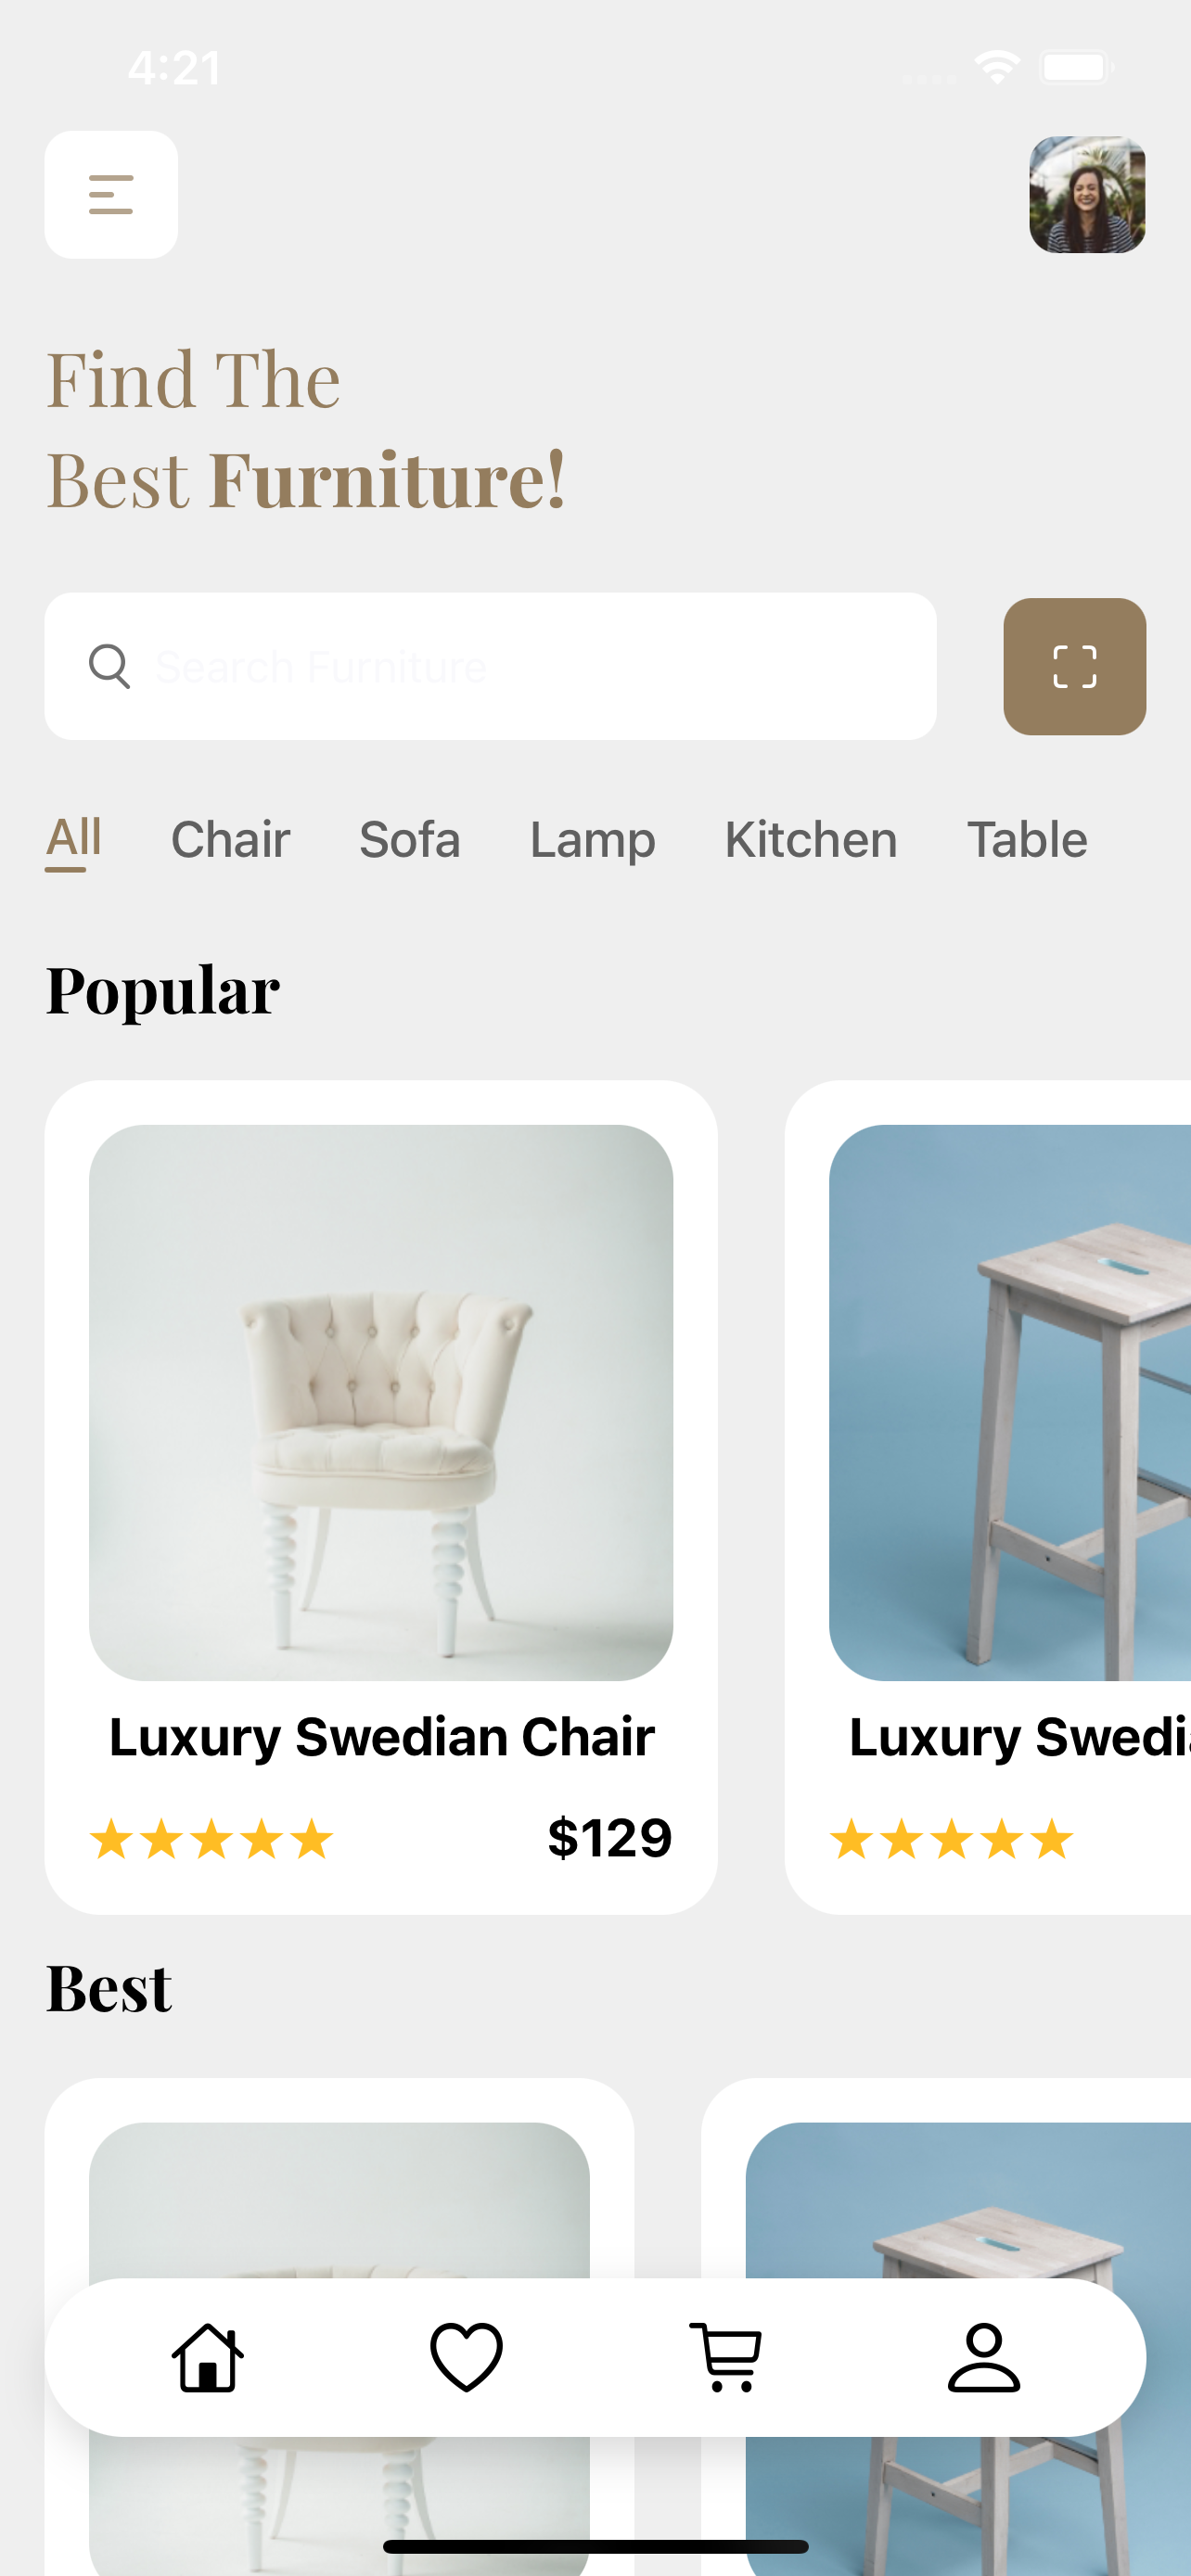 4:21
Find The
Best Furniture!
Search Furniture
All Chair Sofa Lamp Kitchen Table
Popular
Luxury Swedian Chair
$129
Luxury Swedi
Best